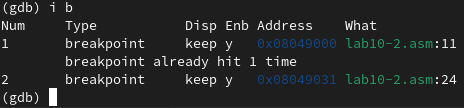 (gdb) i b
Num     Type           Disp Enb Address    What
1       breakpoint     keep y   0x08049000 lab10-2.asm:11
        breakpoint already hit 1 time
2       breakpoint     keep y   0x08049031 lab10-2.asm:24
(gdb)